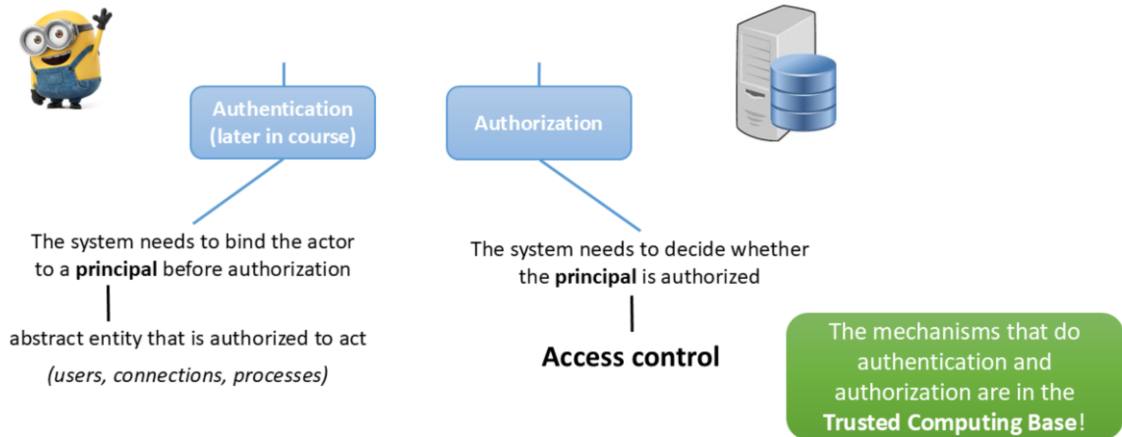 Authentication
(later in course)
Authorization
The system needs to bind the actor
to a principal before authorization
abstract entity that is authorized to act
(users, connections, processes)
The system needs to decide whether
the principal is authorized
Access control
The mechanisms that do
authentication and
authorization are in the
Trusted Computing Base!